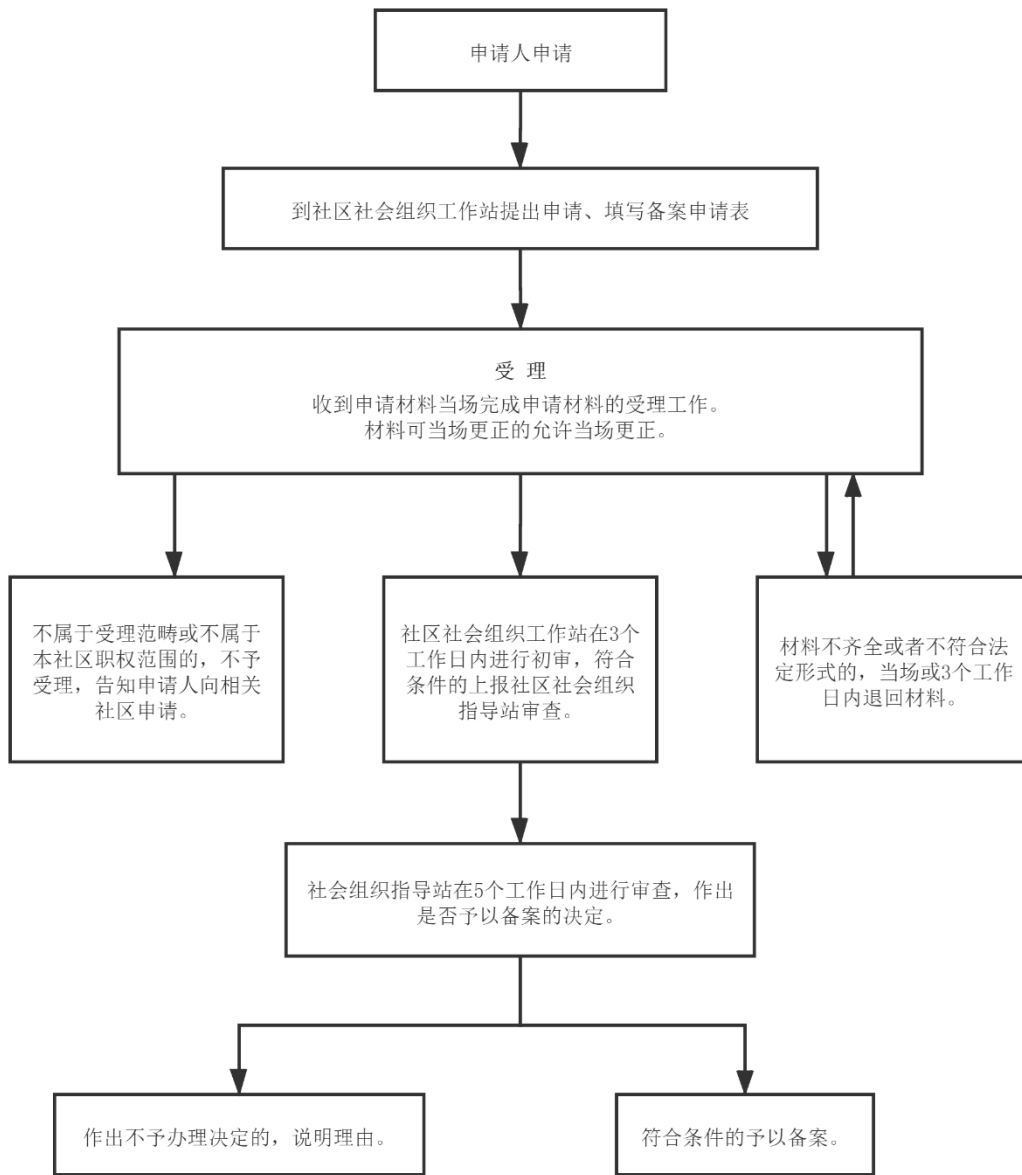 申请人申请
到社区社会组织工作站提出申请、填写备案申请表
受 理
收到申请材料当场完成申请材料的受理工作。
材料可当场更正的允许当场更正。
不属于受理范畴或不属于
本社区职权范围的，不予
受理，告知申请人向相关
社区申请。
社区社会组织工作站在3个
工作日内进行初审，符合
条件的上报社区社会组织
指导站审查。
材料不齐全或者不符合法
定形式的，当场或3个工作
日内退回材料。
社会组织指导站在5个工作日内进行审查，作出
是否予以备案的决定。
作出不予办理决定的，说明理由。
符合条件的予以备案。